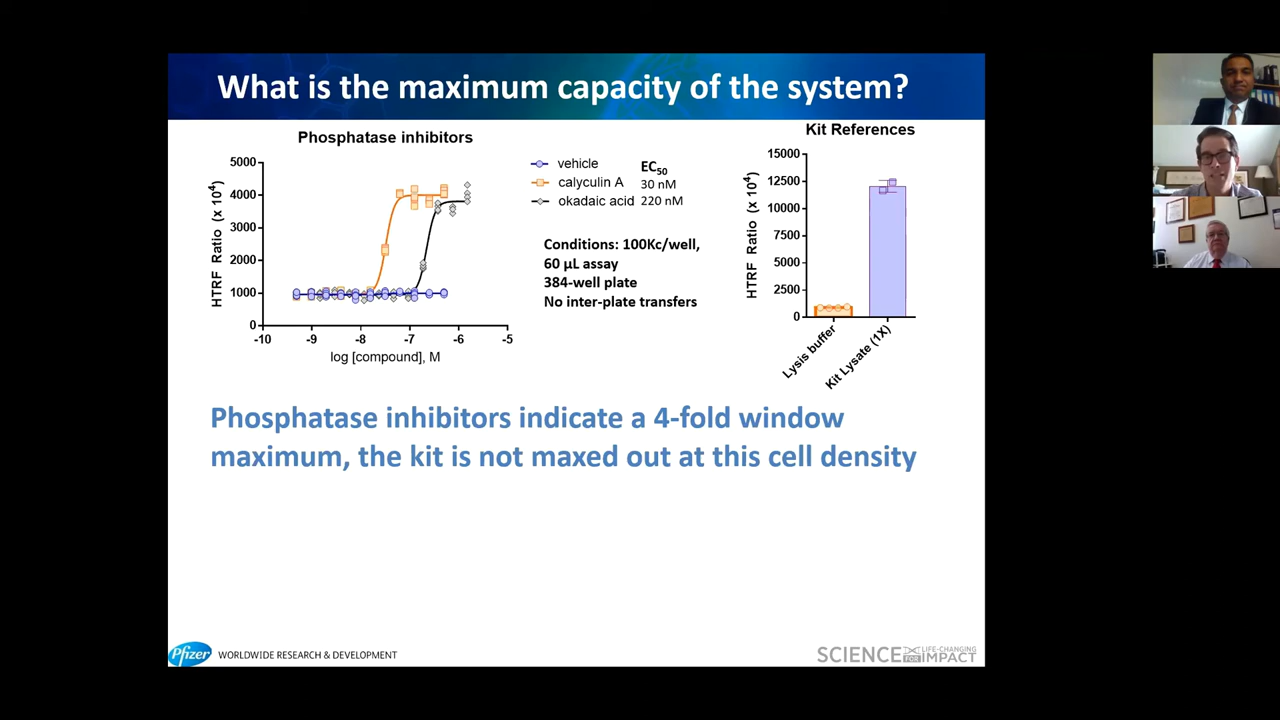 What is the maximum capacity of the system?
Phosphatase inhibitors
5000
4000
3000
2000
1000
0
HTRF Ratio (x 10⁴)
-10 -9 -8 -7 -6 -5
log [compound], M
vehicle
calyculin A
okadaic acid
EC₅₀
30 nM
220 nM
Conditions: 100Kc/well,
60 µL assay
384-well plate
No inter-plate transfers
Kit References
15000
12500
10000
7500
5000
2500
0
HTRF Ratio (x 10⁴)
Lysis buffer
Kit Lysate (1X)
Phosphatase inhibitors indicate a 4-fold window
maximum, the kit is not maxed out at this cell density
Pfizer WORLDWIDE RESEARCH & DEVELOPMENT
SCIENCE FOR LIFE-CHANGING IMPACT